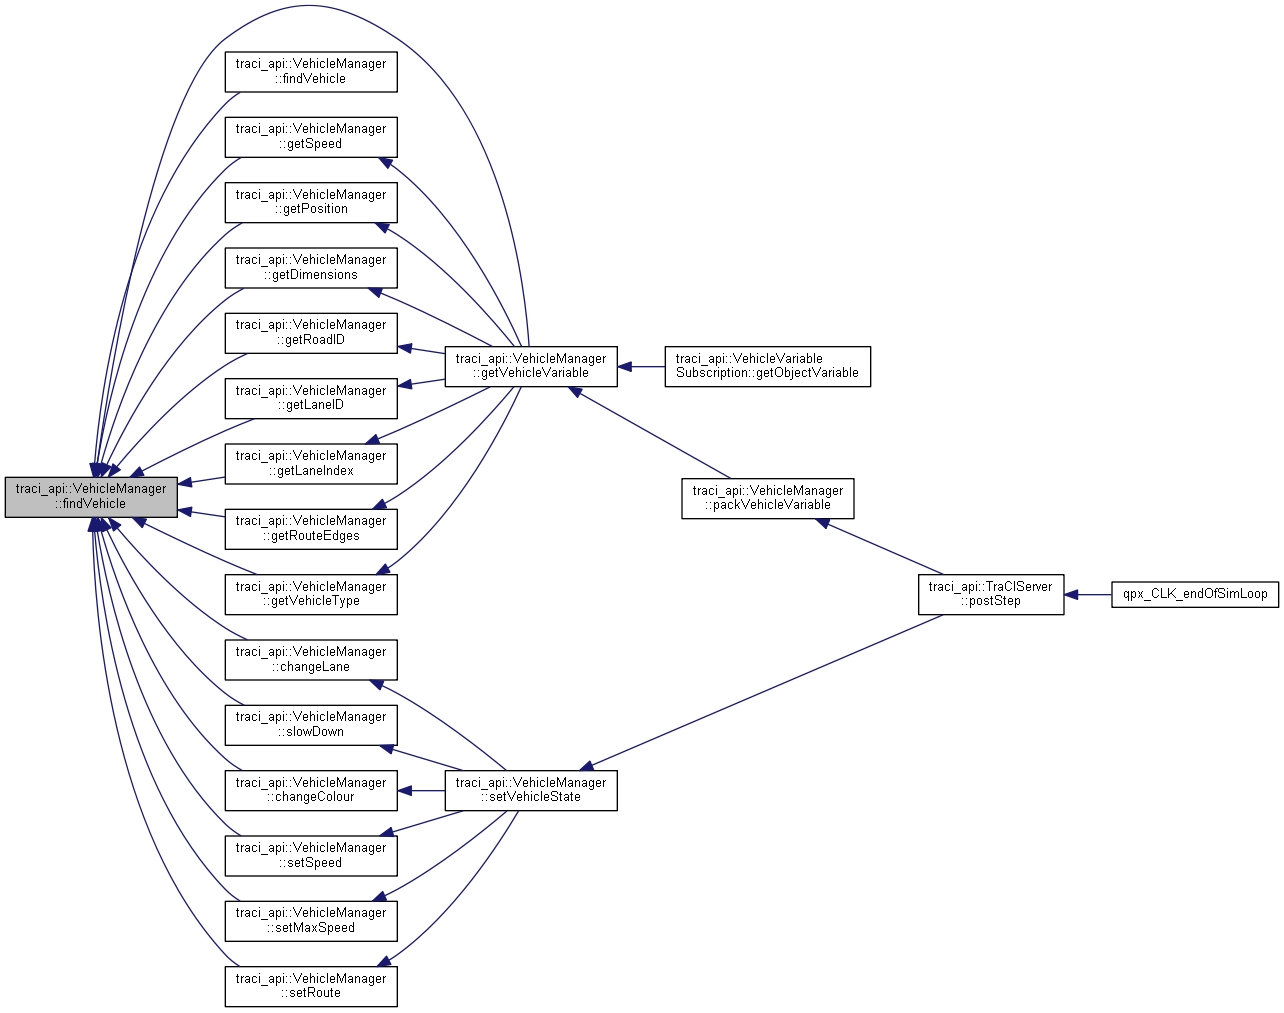 traci_api::VehicleManager
::findVehicle
traci_api::VehicleManager
::findVehicle
traci_api::VehicleManager
::getSpeed
traci_api::VehicleManager
::getPosition
traci_api::VehicleManager
::getDimensions
traci_api::VehicleManager
::getRoadID
traci_api::VehicleManager
::getLaneID
traci_api::VehicleManager
::getLaneIndex
traci_api::VehicleManager
::getRouteEdges
traci_api::VehicleManager
::getVehicleType
traci_api::VehicleManager
::changeLane
traci_api::VehicleManager
::slowDown
traci_api::VehicleManager
::changeColour
traci_api::VehicleManager
::setSpeed
traci_api::VehicleManager
::setMaxSpeed
traci_api::VehicleManager
::setRoute
traci_api::VehicleManager
::getVehicleVariable
traci_api::VehicleManager
::setVehicleState
traci_api::VehicleVariable
Subscription::getObjectVariable
traci_api::VehicleManager
::packVehicleVariable
traci_api::TraCIServer
::postStep
qpx_CLK_endOfSimLoop